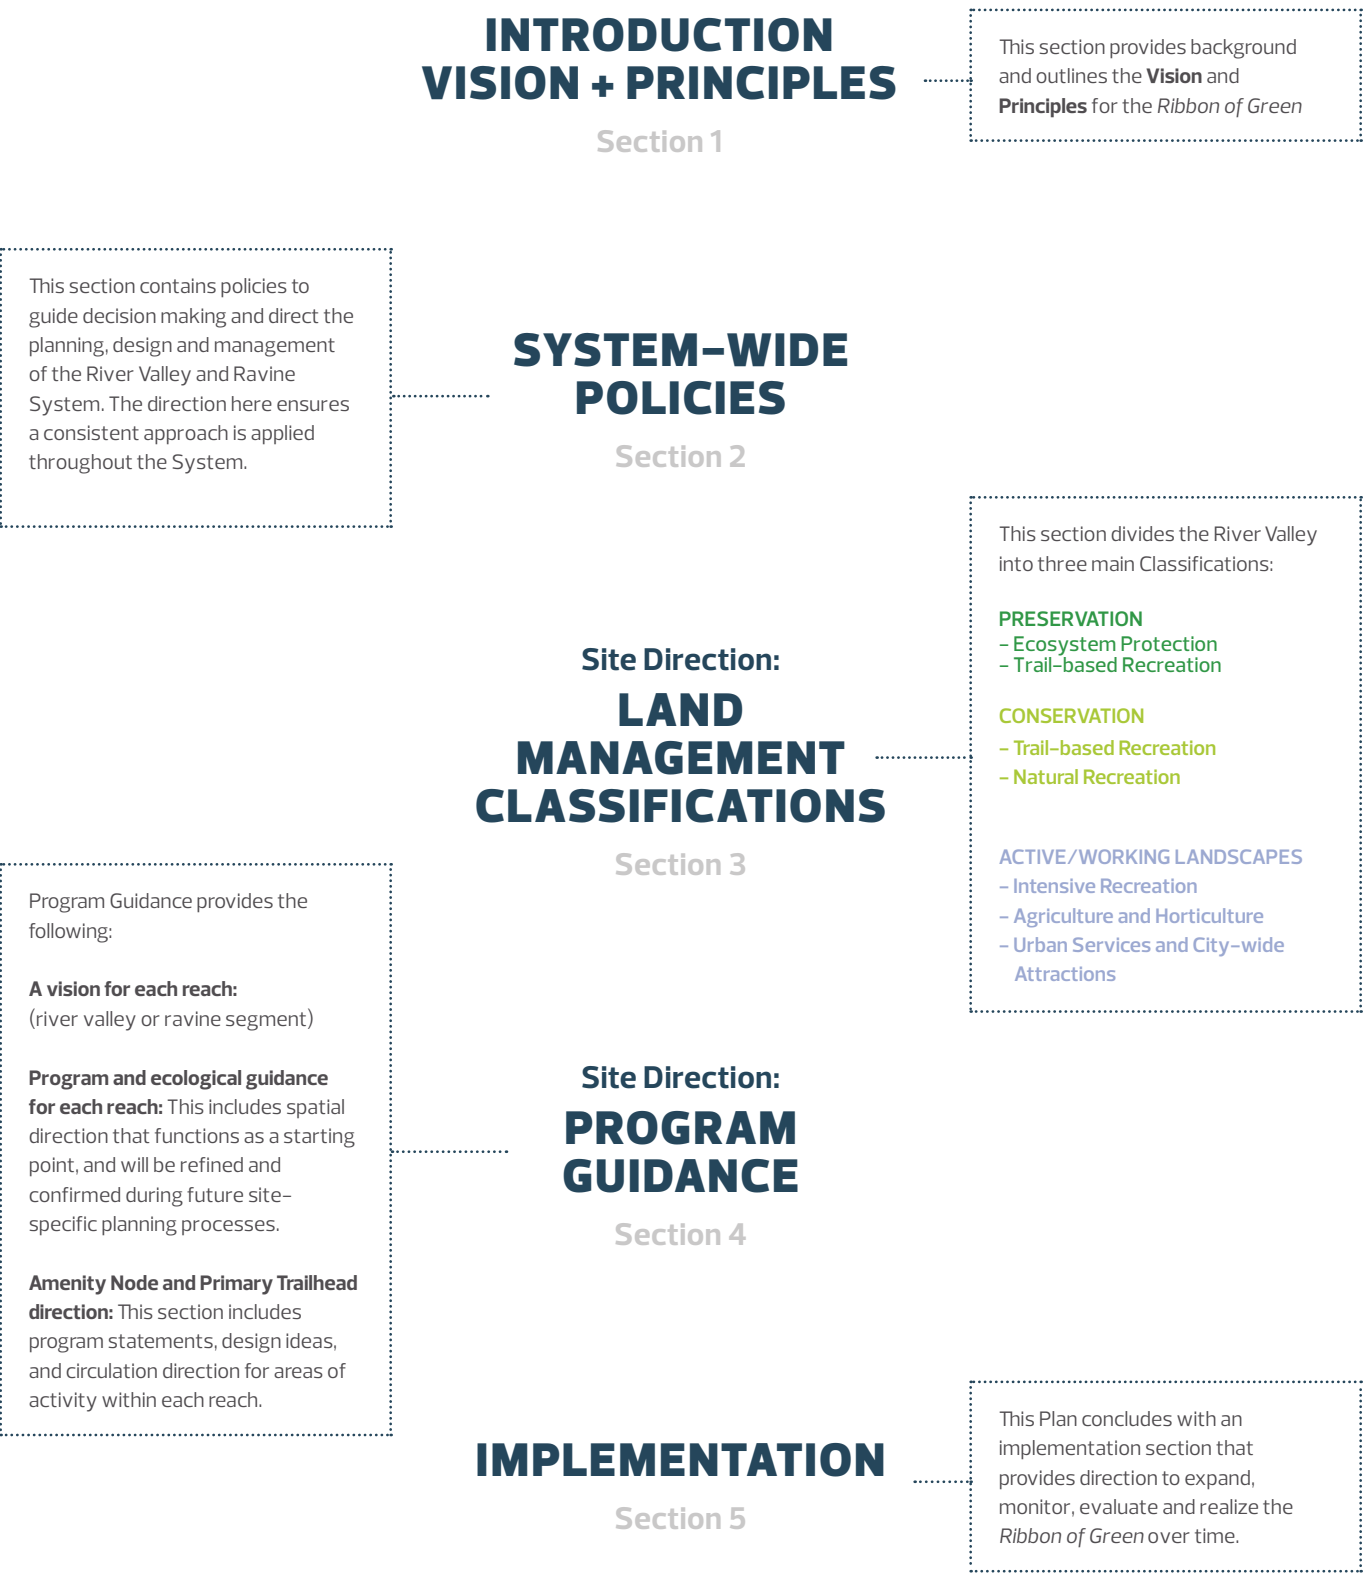 INTRODUCTION
VISION + PRINCIPLES
Section 1
This section provides background
and outlines the Vision and
Principles for the Ribbon of Green
This section contains policies to
guide decision making and direct the
planning, design and management
of the River Valley and Ravine
System. The direction here ensures
a consistent approach is applied
throughout the System.
SYSTEM-WIDE
POLICIES
Section 2
Site Direction:
LAND
MANAGEMENT
CLASSIFICATIONS
Section 3
This section divides the River Valley
into three main Classifications:
PRESERVATION
- Ecosystem Protection
- Trail-based Recreation
CONSERVATION
- Trail-based Recreation
- Natural Recreation
ACTIVE/WORKING LANDSCAPES
- Intensive Recreation
- Agriculture and Horticulture
- Urban Services and City-wide
Attractions
Program Guidance provides the
following:
A vision for each reach:
(river valley or ravine segment)
Program and ecological guidance
for each reach: This includes spatial
direction that functions as a starting
point, and will be refined and
confirmed during future site-
specific planning processes.
Amenity Node and Primary Trailhead
direction: This section includes
program statements, design ideas,
and circulation direction for areas of
activity within each reach.
Site Direction:
PROGRAM
GUIDANCE
Section 4
IMPLEMENTATION
Section 5
This Plan concludes with an
implementation section that
provides direction to expand,
monitor, evaluate and realize the
Ribbon of Green over time.